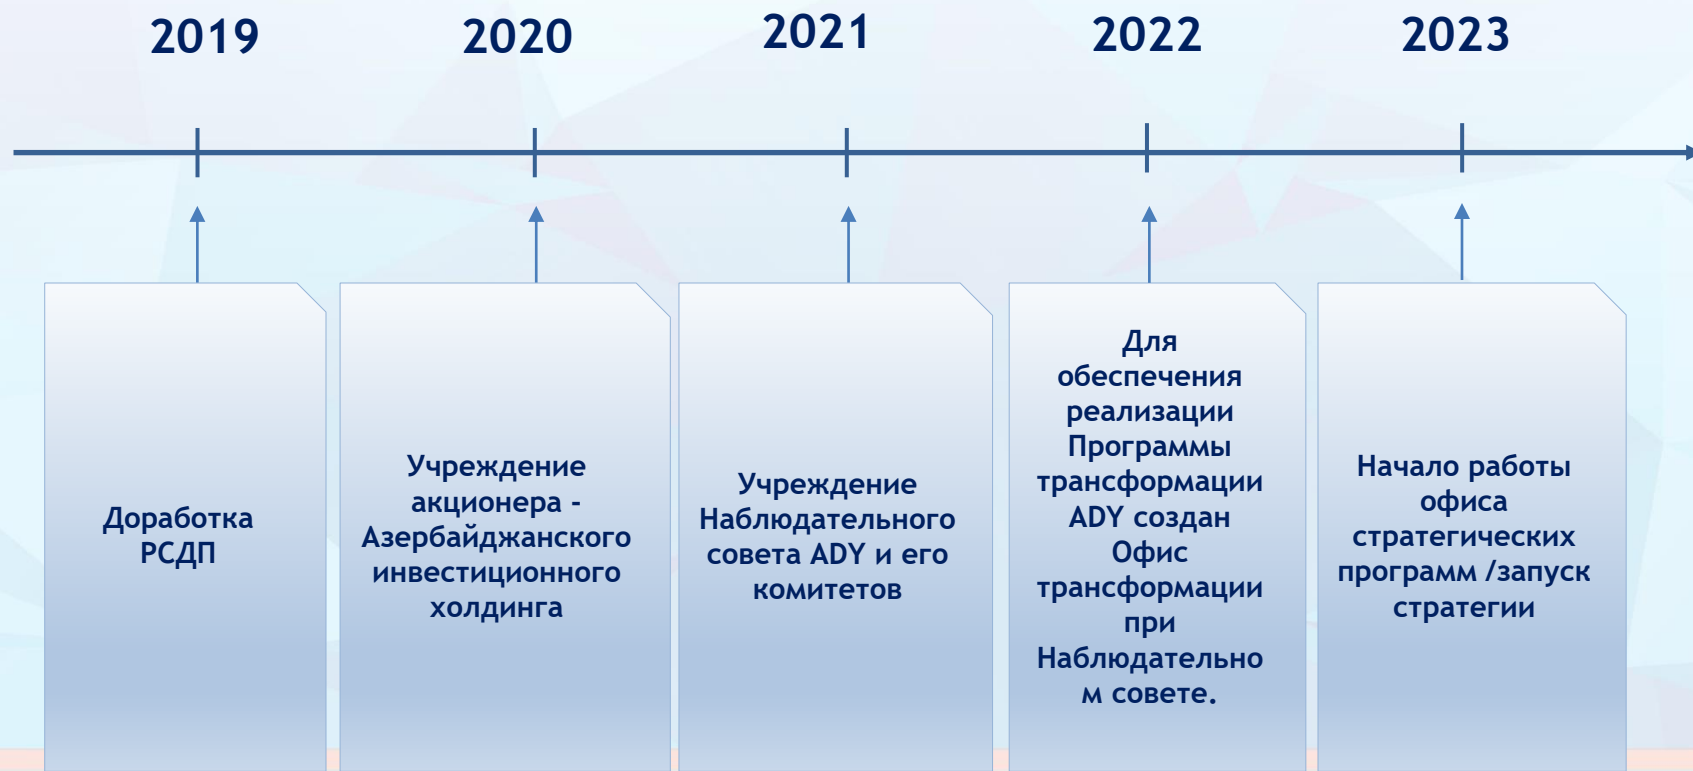 2019
2020
2021
2022
2023
Доработка
РСДП
Учреждение
акционера -
Азербайджанского
инвестиционного
холдинга
Учреждение
Наблюдательного
совета ADY и его
комитетов
Для
обеспечения
реализации
Программы
трансформации
ADY создан
Офис
трансформации
при
Наблюдательно
м совете.
Начало работы
офиса
стратегических
программ /запуск
стратегии